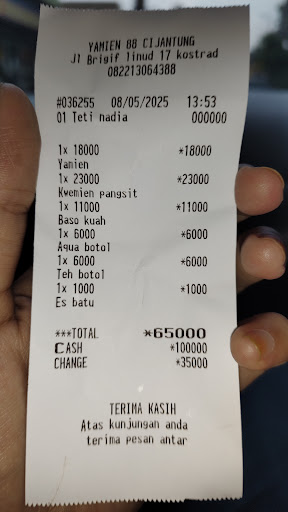 YAMIEN 88 CIJANTUNG
Jl Brigif linud 17 kostrad
082213064388
#036255 08/05/2025 13:53
01 Teti nadia 000000
1x 18000 *18000
Yamien
1x 23000 *23000
Kwemien pangsit
1x 11000 *11000
Baso kuah
1x 6000 *6000
Aqua botol
1x 6000 *6000
Teh botol
1x 1000 *1000
Es batu
***TOTAL *65000
CASH *100000
CHANGE *35000
TERIMA KASIH
Atas kunjungan anda
terima pesan antar